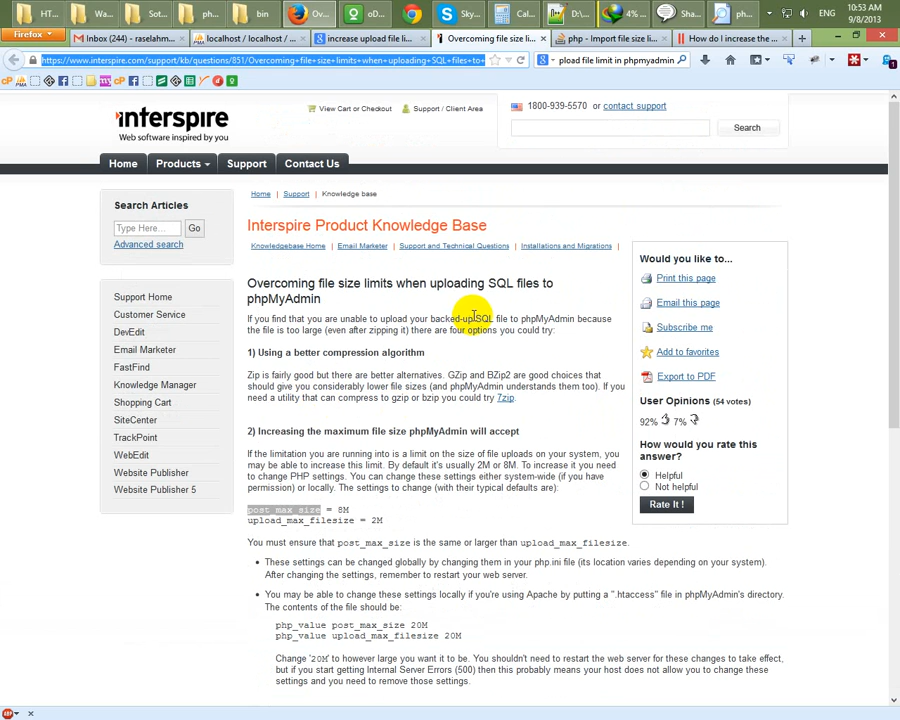 HT...
Wa...
Sot...
ph...
bin
Ov...
oD...
Sky...
Cal...
D:\...
4% ...
Sha...
ph...
ENG
10:53 AM
9/8/2013
Firefox
Inbox (244) - raselahm...
localhost / localhost / ...
increase upload file li...
Overcoming file size li...
php - Import file size li...
How do I increase the ...
https://www.interspire.com/support/kb/questions/851/Overcoming+file+size+limits+when+uploading+SQL+files+to+
pload file limit in phpmyadmin
interspire
Web software inspired by you
View Cart or Checkout
Support / Client Area
1800-939-5570 or contact support
Search
Home
Products
Support
Contact Us
Search Articles
Type Here...
Go
Advanced search
Support Home
Customer Service
DevEdit
Email Marketer
FastFind
Knowledge Manager
Shopping Cart
SiteCenter
TrackPoint
WebEdit
Website Publisher
Website Publisher 5
Home | Support | Knowledge base
Interspire Product Knowledge Base
Knowledgebase Home | Email Marketer | Support and Technical Questions | Installations and Migrations |
Overcoming file size limits when uploading SQL files to
phpMyAdmin
If you find that you are unable to upload your backed-up SQL file to phpMyAdmin because
the file is too large (even after zipping it) there are four options you could try:
1) Using a better compression algorithm
Zip is fairly good but there are better alternatives. GZip and BZip2 are good choices that
should give you considerably lower file sizes (and phpMyAdmin understands them too). If you
need a utility that can compress to gzip or bzip you could try 7zip.
2) Increasing the maximum file size phpMyAdmin will accept
If the limitation you are running into is a limit on the size of file uploads on your system, you
may be able to increase this limit. By default it's usually 2M or 8M. To increase it you need
to change PHP settings. You can change these settings either system-wide (if you have
permission) or locally. The settings to change (with their typical defaults are):
post_max_size = 8M
upload_max_filesize = 2M
You must ensure that post_max_size is the same or larger than upload_max_filesize.
These settings can be changed globally by changing them in your php.ini file (its location varies depending on your system).
After changing the settings, remember to restart your web server.
You may be able to change these settings locally if you're using Apache by putting a ".htaccess" file in phpMyAdmin's directory.
The contents of the file should be:
php_value post_max_size 20M
php_value upload_max_filesize 20M
Change '20M' to however large you want it to be. You shouldn't need to restart the web server for these changes to take effect,
but if you start getting Internal Server Errors (500) then this probably means your host does not allow you to change these
settings and you need to remove those settings.
Would you like to...
Print this page
Email this page
Subscribe me
Add to favorites
Export to PDF
User Opinions (54 votes)
92% 7%
How would you rate this
answer?
Helpful
Not helpful
Rate It !